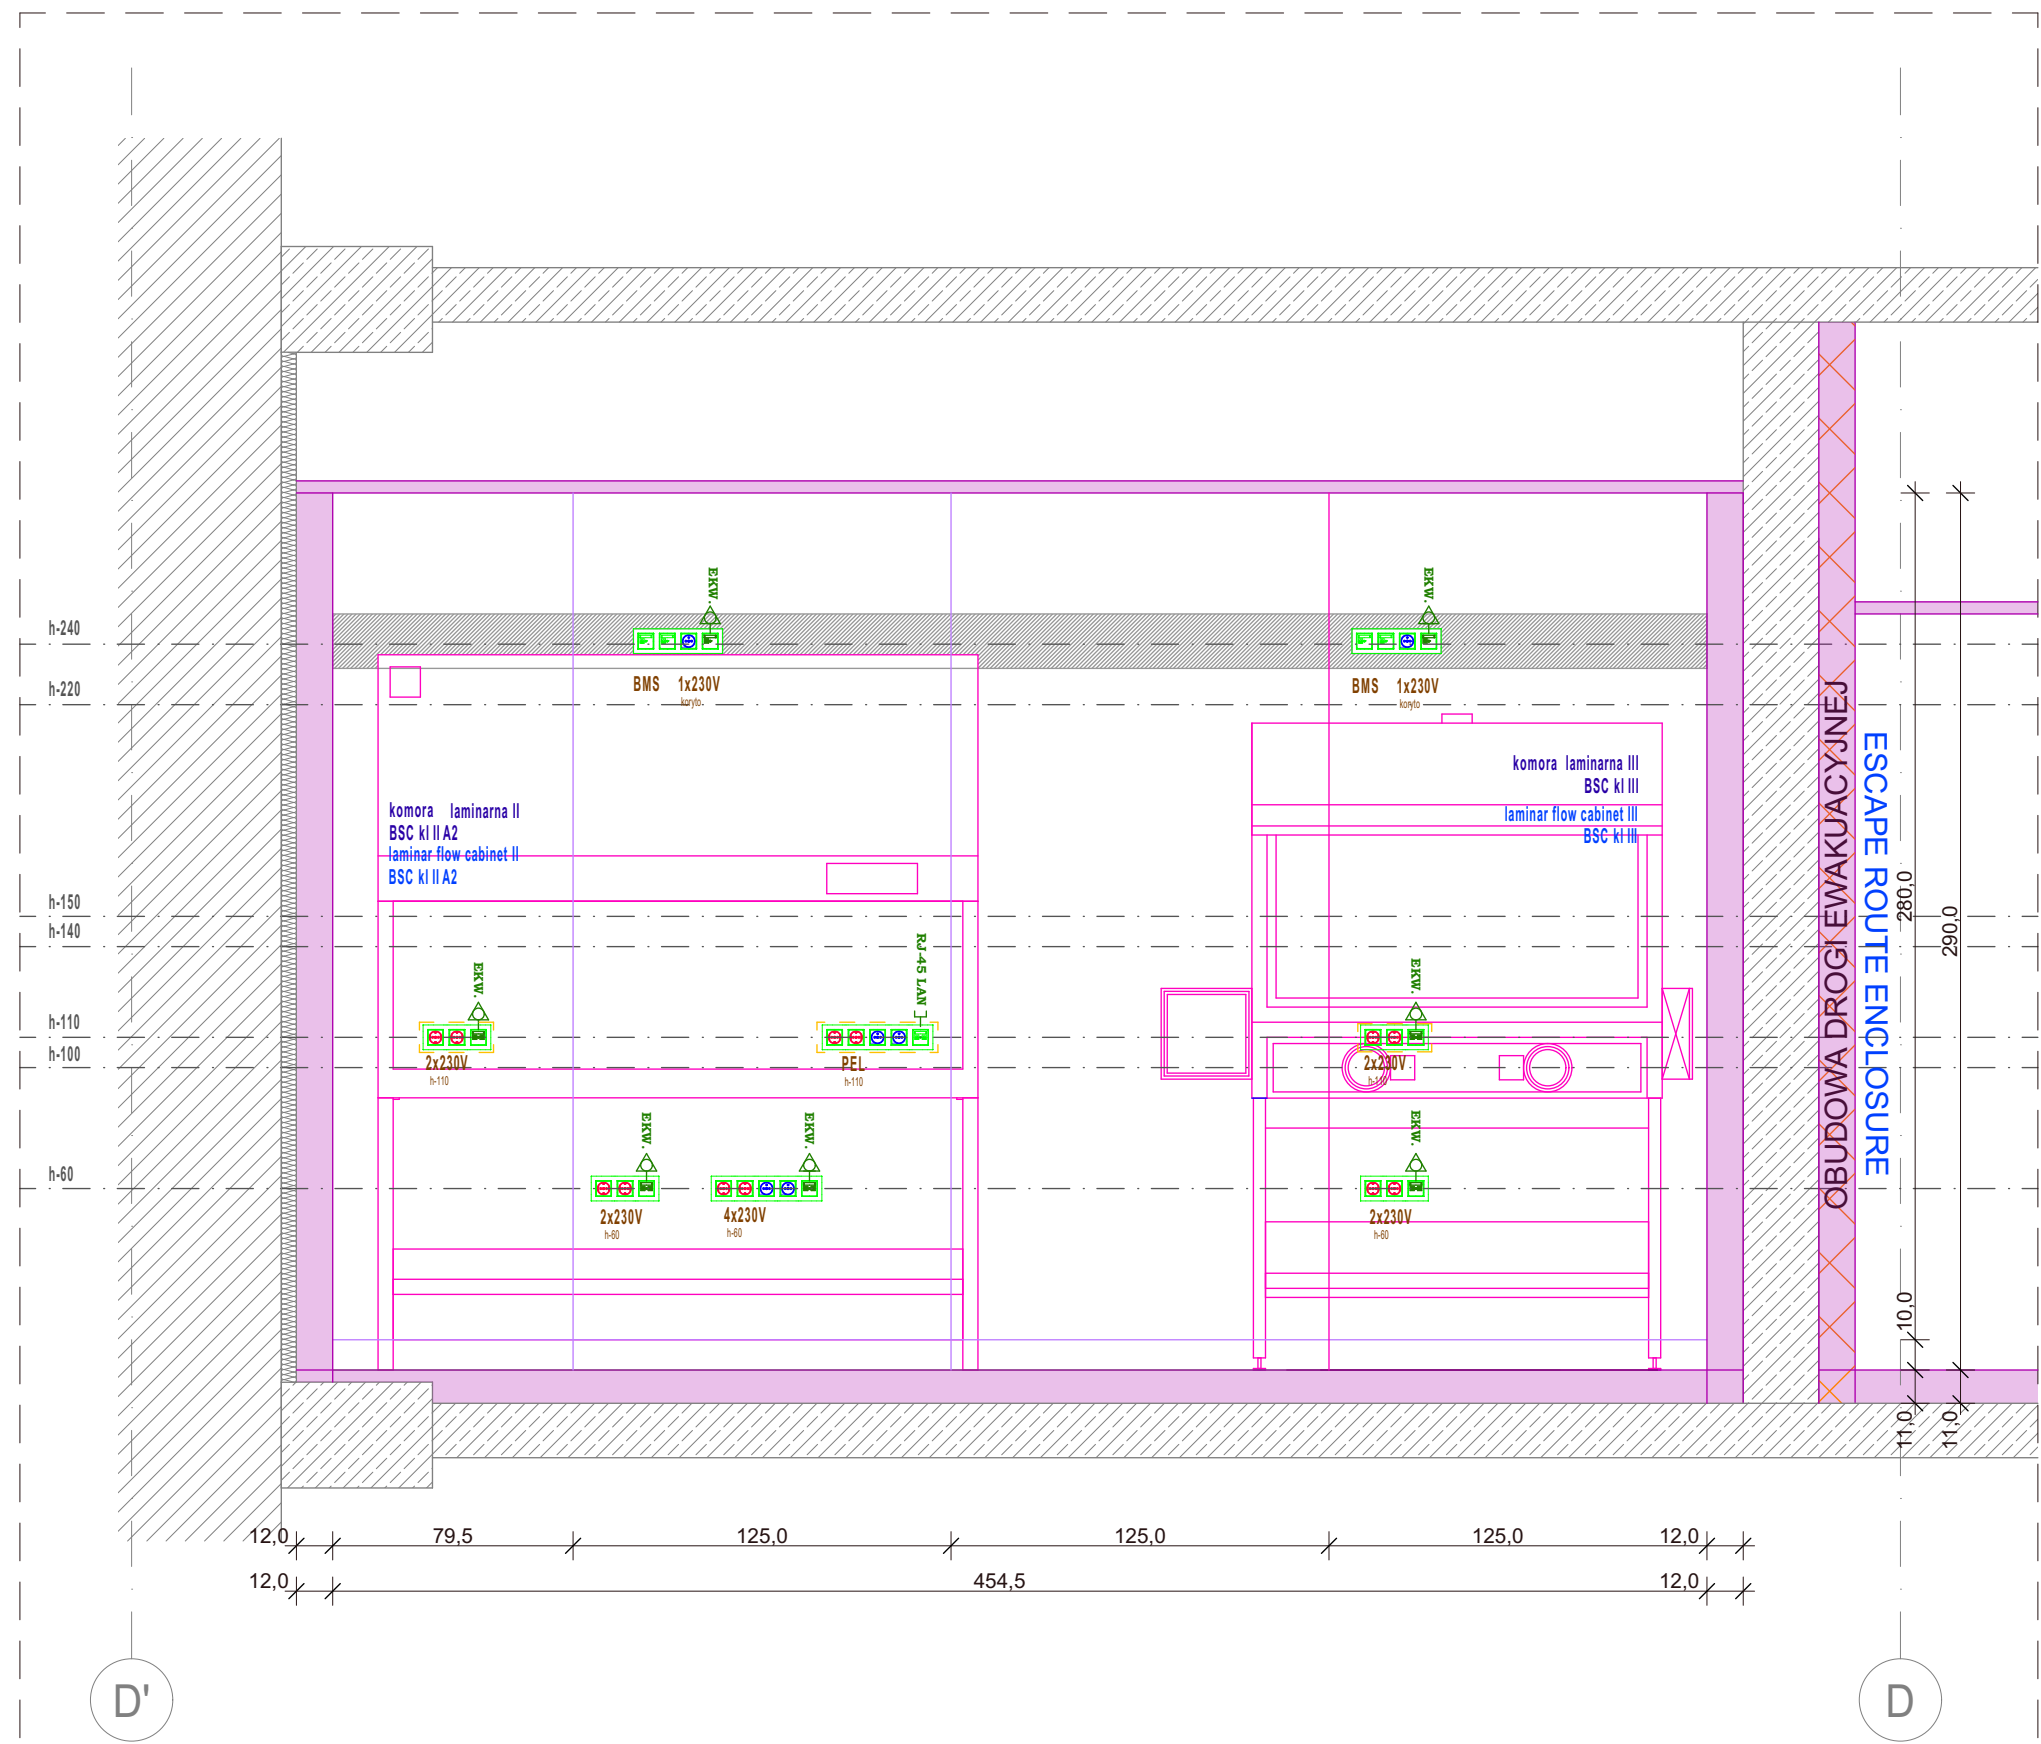 EKW.
EKW.
h-240
h-220
BMS 1x230V
koryto
BMS 1x230V
koryto
komora laminarna III
BSC kl III
laminar flow cabinet III
BSC kl III
komora laminarna II
BSC kl II A2
laminar flow cabinet II
BSC kl II A2
OBUDOWA DROGI EWAKUACYJNEJ
ESCAPE ROUTE ENCLOSURE
280,0
290,0
h-150
h-140
EKW.
RJ-45 LAN
EKW.
h-110
h-100
2x230V
h-110
PEL
h-110
2x230V
h-110
EKW.
EKW.
EKW.
h-60
2x230V
h-60
4x230V
h-60
2x230V
h-60
10,0
11,0
11,0
12,0 79,5 125,0 125,0 125,0 12,0
12,0 454,5 12,0
D' D